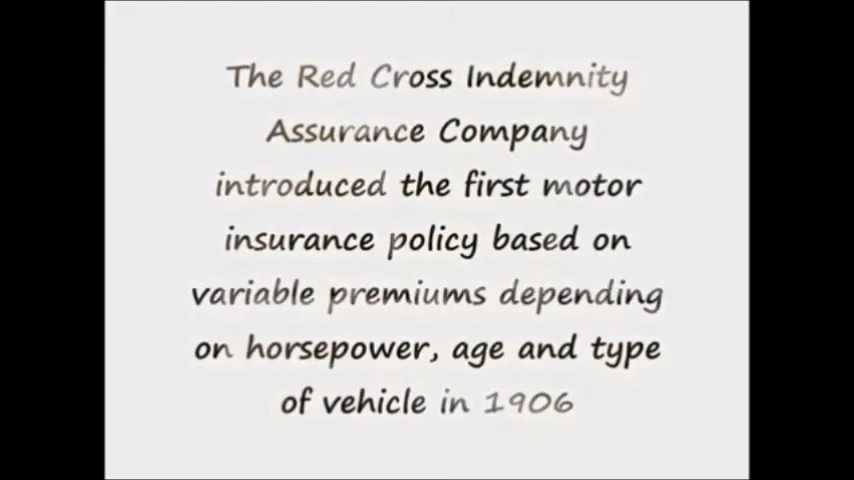 The Red Cross Indemnity
Assurance Company
introduced the first motor
insurance policy based on
variable premiums depending
on horsepower, age and type
of vehicle in 1906